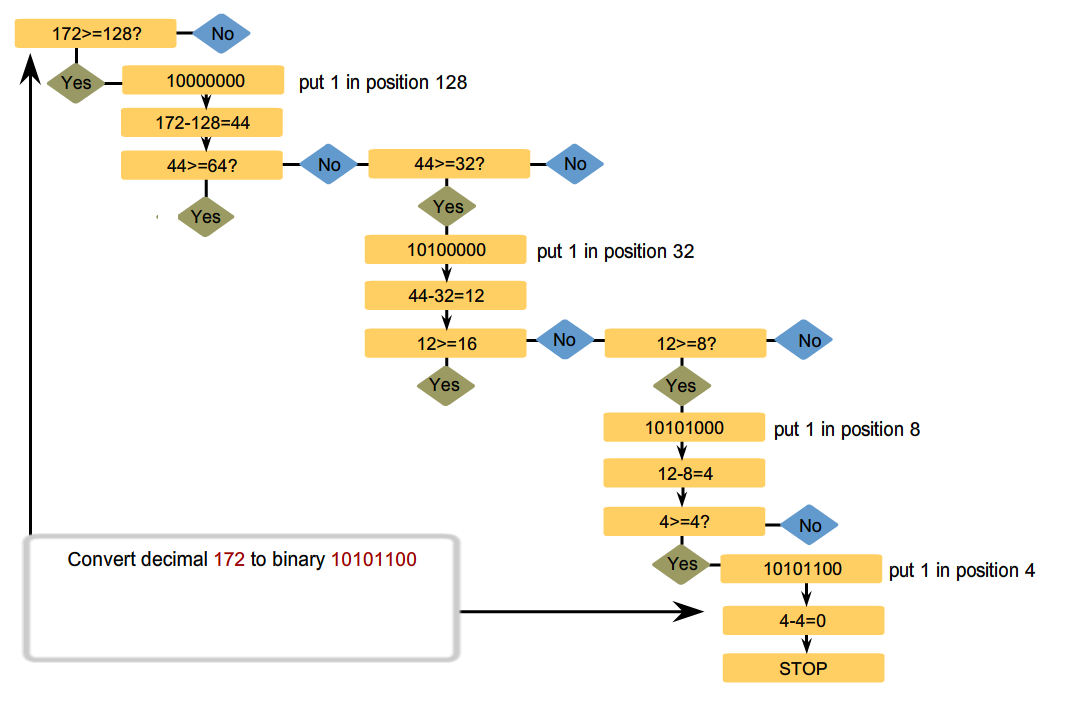 172>=128?
No
Yes
10000000
put 1 in position 128
172-128=44
44>=64?
No
44>=32?
No
Yes
Yes
10100000
put 1 in position 32
44-32=12
12>=16
No
12>=8?
No
Yes
Yes
10101000
put 1 in position 8
12-8=4
4>=4?
No
Yes
10101100
put 1 in position 4
4-4=0
STOP
Convert decimal 172 to binary 10101100